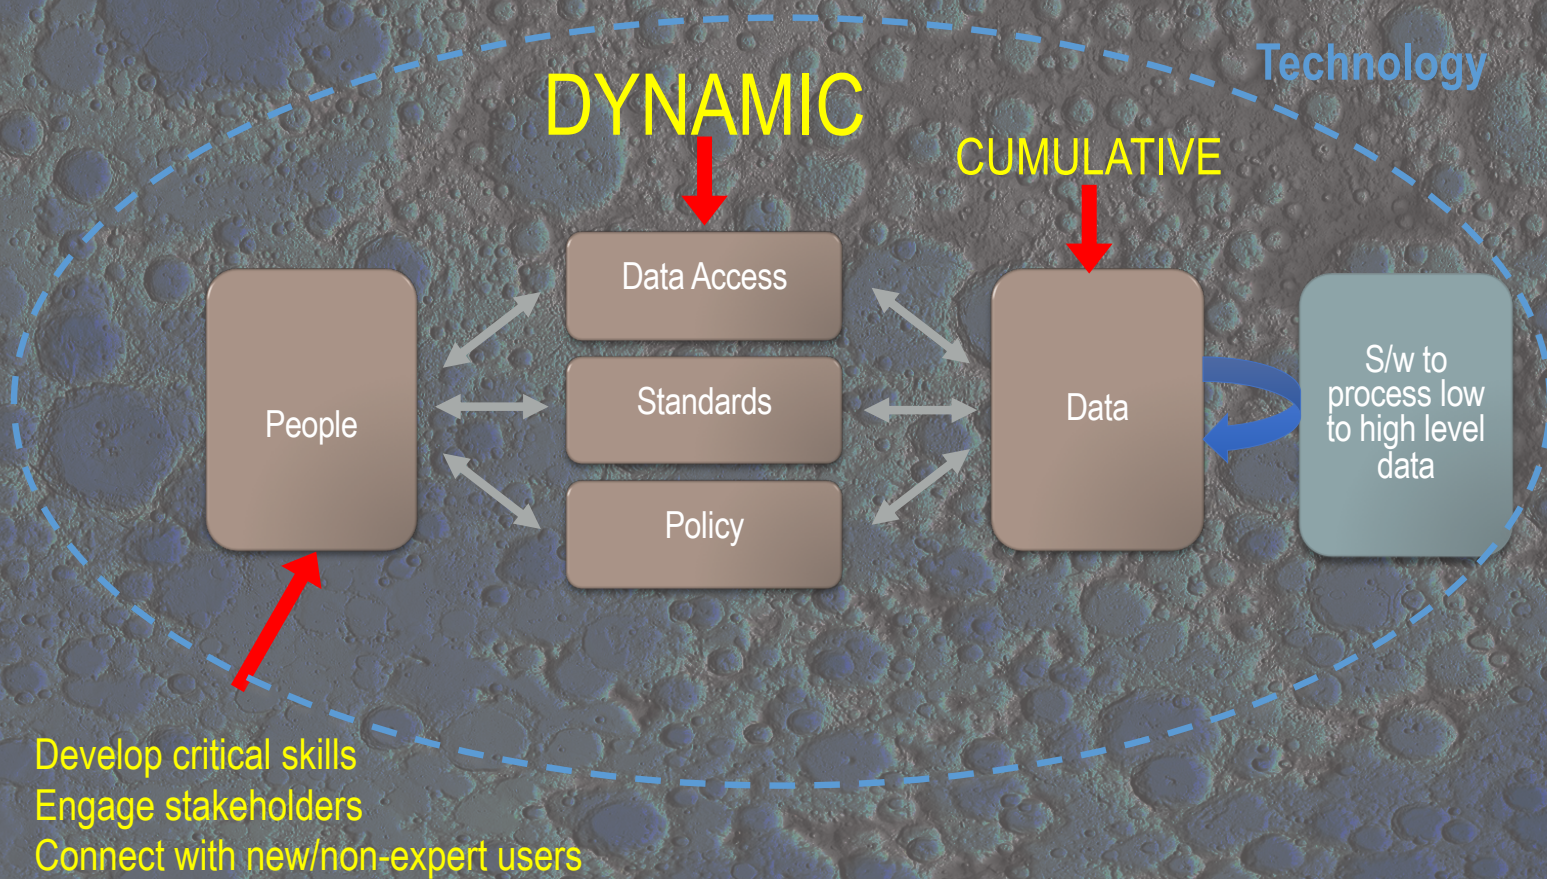 Technology
DYNAMIC
CUMULATIVE
Data Access
People
Standards
Data
S/w to
process low
to high level
data
Policy
Develop critical skills
Engage stakeholders
Connect with new/non-expert users